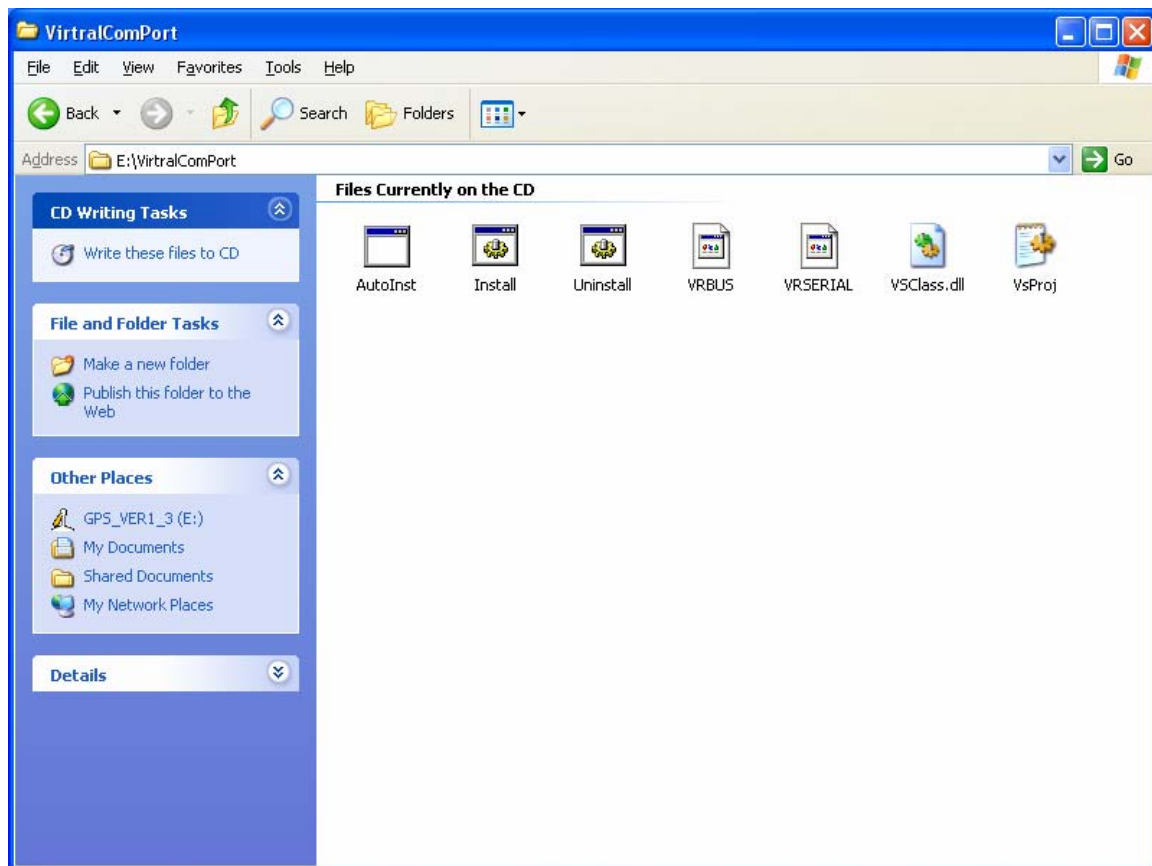 VirtralComPort
File Edit View Favorites Tools Help
Back Search Folders
Address E:\VirtralComPort Go
CD Writing Tasks
Write these files to CD
File and Folder Tasks
Make a new folder
Publish this folder to the
Web
Other Places
GPS_VER1_3 (E:)
My Documents
Shared Documents
My Network Places
Details
Files Currently on the CD
AutoInst Install Uninstall VRBUS VRSERIAL VSClass.dll VsProj